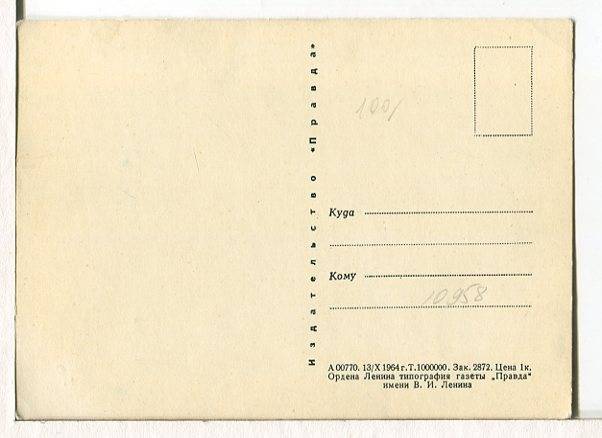 Издательство «Правда»
100/
Куда
Кому
10958
А 00770. 13/X 1964 г. Т. 1000000. Зак. 2872. Цена 1к.
Ордена Ленина типография газеты „Правда“
имени В. И. Ленина